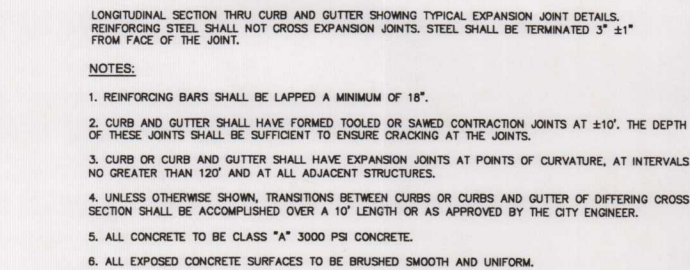 LONGITUDINAL SECTION THRU CURB AND GUTTER SHOWING TYPICAL EXPANSION JOINT DETAILS.
REINFORCING STEEL SHALL NOT CROSS EXPANSION JOINTS. STEEL SHALL BE TERMINATED 3" ±1"
FROM FACE OF THE JOINT.
NOTES:
1. REINFORCING BARS SHALL BE LAPPED A MINIMUM OF 18".
2. CURB AND GUTTER SHALL HAVE FORMED TOOLED OR SAWED CONTRACTION JOINTS AT ±10'. THE DEPTH
OF THESE JOINTS SHALL BE SUFFICIENT TO ENSURE CRACKING AT THE JOINTS.
3. CURB OR CURB AND GUTTER SHALL HAVE EXPANSION JOINTS AT POINTS OF CURVATURE, AT INTERVALS
NO GREATER THAN 120' AND AT ALL ADJACENT STRUCTURES.
4. UNLESS OTHERWISE SHOWN, TRANSITIONS BETWEEN CURBS OR CURBS AND GUTTER OF DIFFERING CROSS
SECTION SHALL BE ACCOMPLISHED OVER A 10' LENGTH OR AS APPROVED BY THE CITY ENGINEER.
5. ALL CONCRETE TO BE CLASS "A" 3000 PSI CONCRETE.
6. ALL EXPOSED CONCRETE SURFACES TO BE BRUSHED SMOOTH AND UNIFORM.